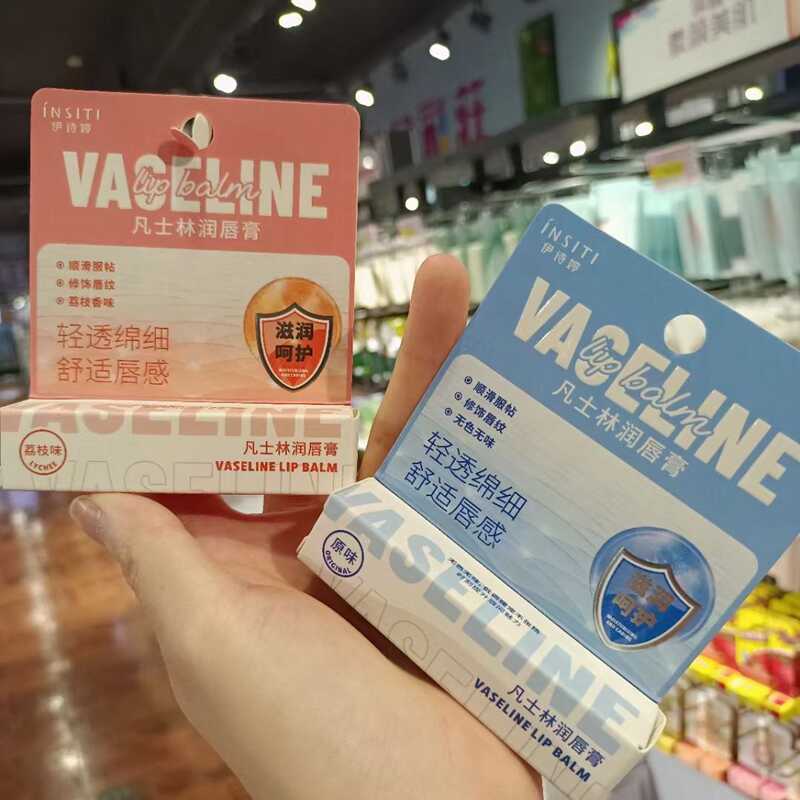 ÍNSITI
伊诗婷
VASELINE
lip balm
凡士林润唇膏
顺滑服帖
修饰唇纹
荔枝香味
轻透绵细
舒适唇感
滋润
呵护
VASELINE
荔枝味
LYCHEE
凡士林润唇膏
VASELINE LIP BALM
ÍNSITI
伊诗婷
VASELINE
lip balm
凡士林润唇膏
顺滑服帖
修饰唇纹
无色无味
轻透绵细
舒适唇感
滋润
呵护
VASELINE
原味
ORIGINAL
凡士林润唇膏
VASELINE LIP BALM